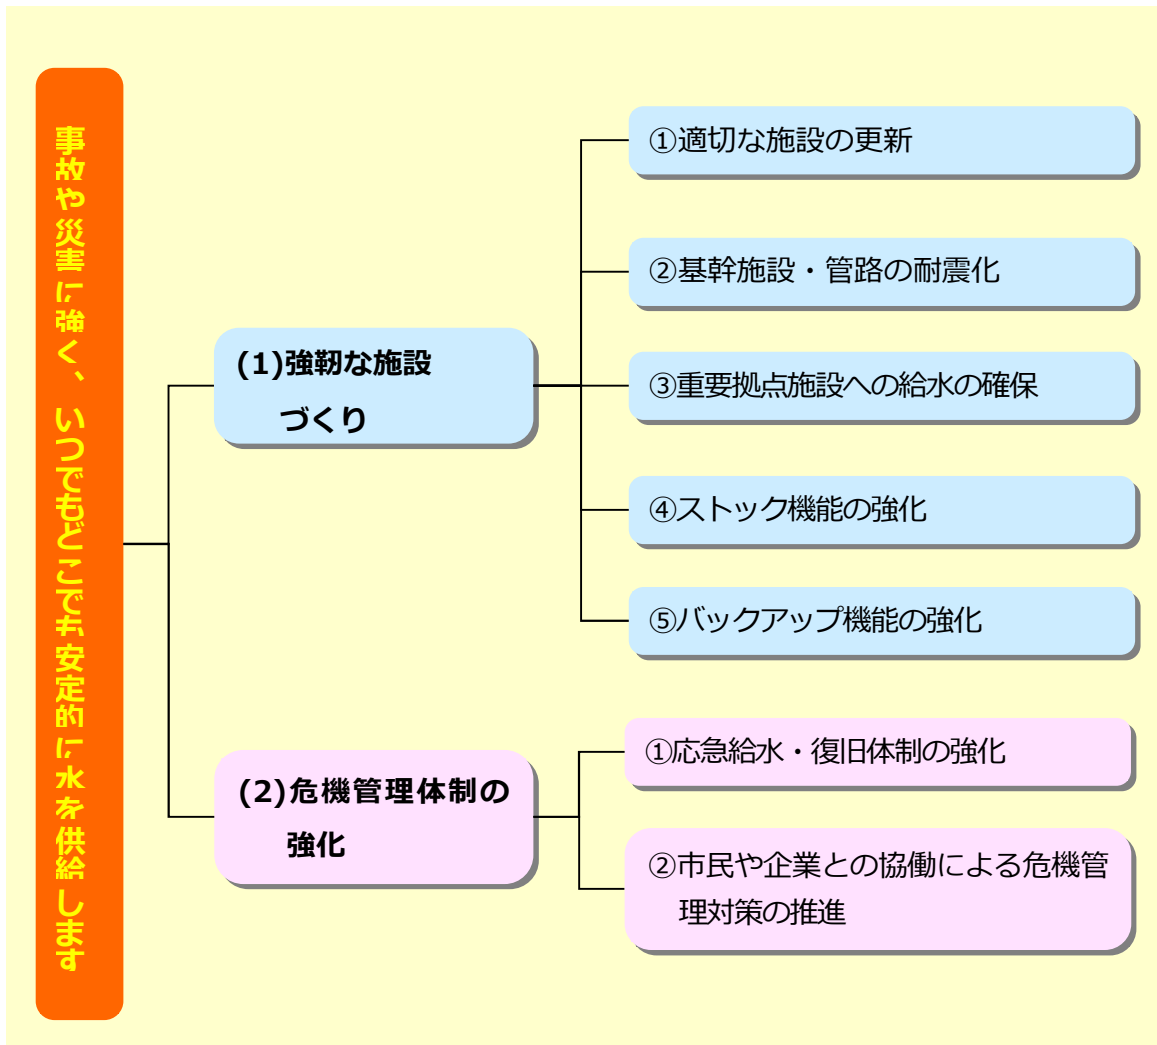 事故や災害に強く、いつでもどこでも安定的に水を供給します
(1)強靭な施設
づくり
①適切な施設の更新
②基幹施設・管路の耐震化
③重要拠点施設への給水の確保
④ストック機能の強化
⑤バックアップ機能の強化
(2)危機管理体制の
強化
①応急給水・復旧体制の強化
②市民や企業との協働による危機管
理対策の推進